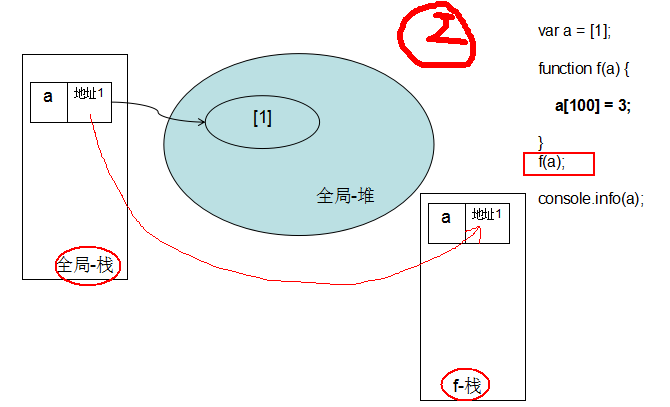 2
var a = [1];
function f(a) {
a[100] = 3;
}
f(a);
console.info(a);
a 地址1
[1]
全局-堆
全局-栈
a 地址1
f-栈